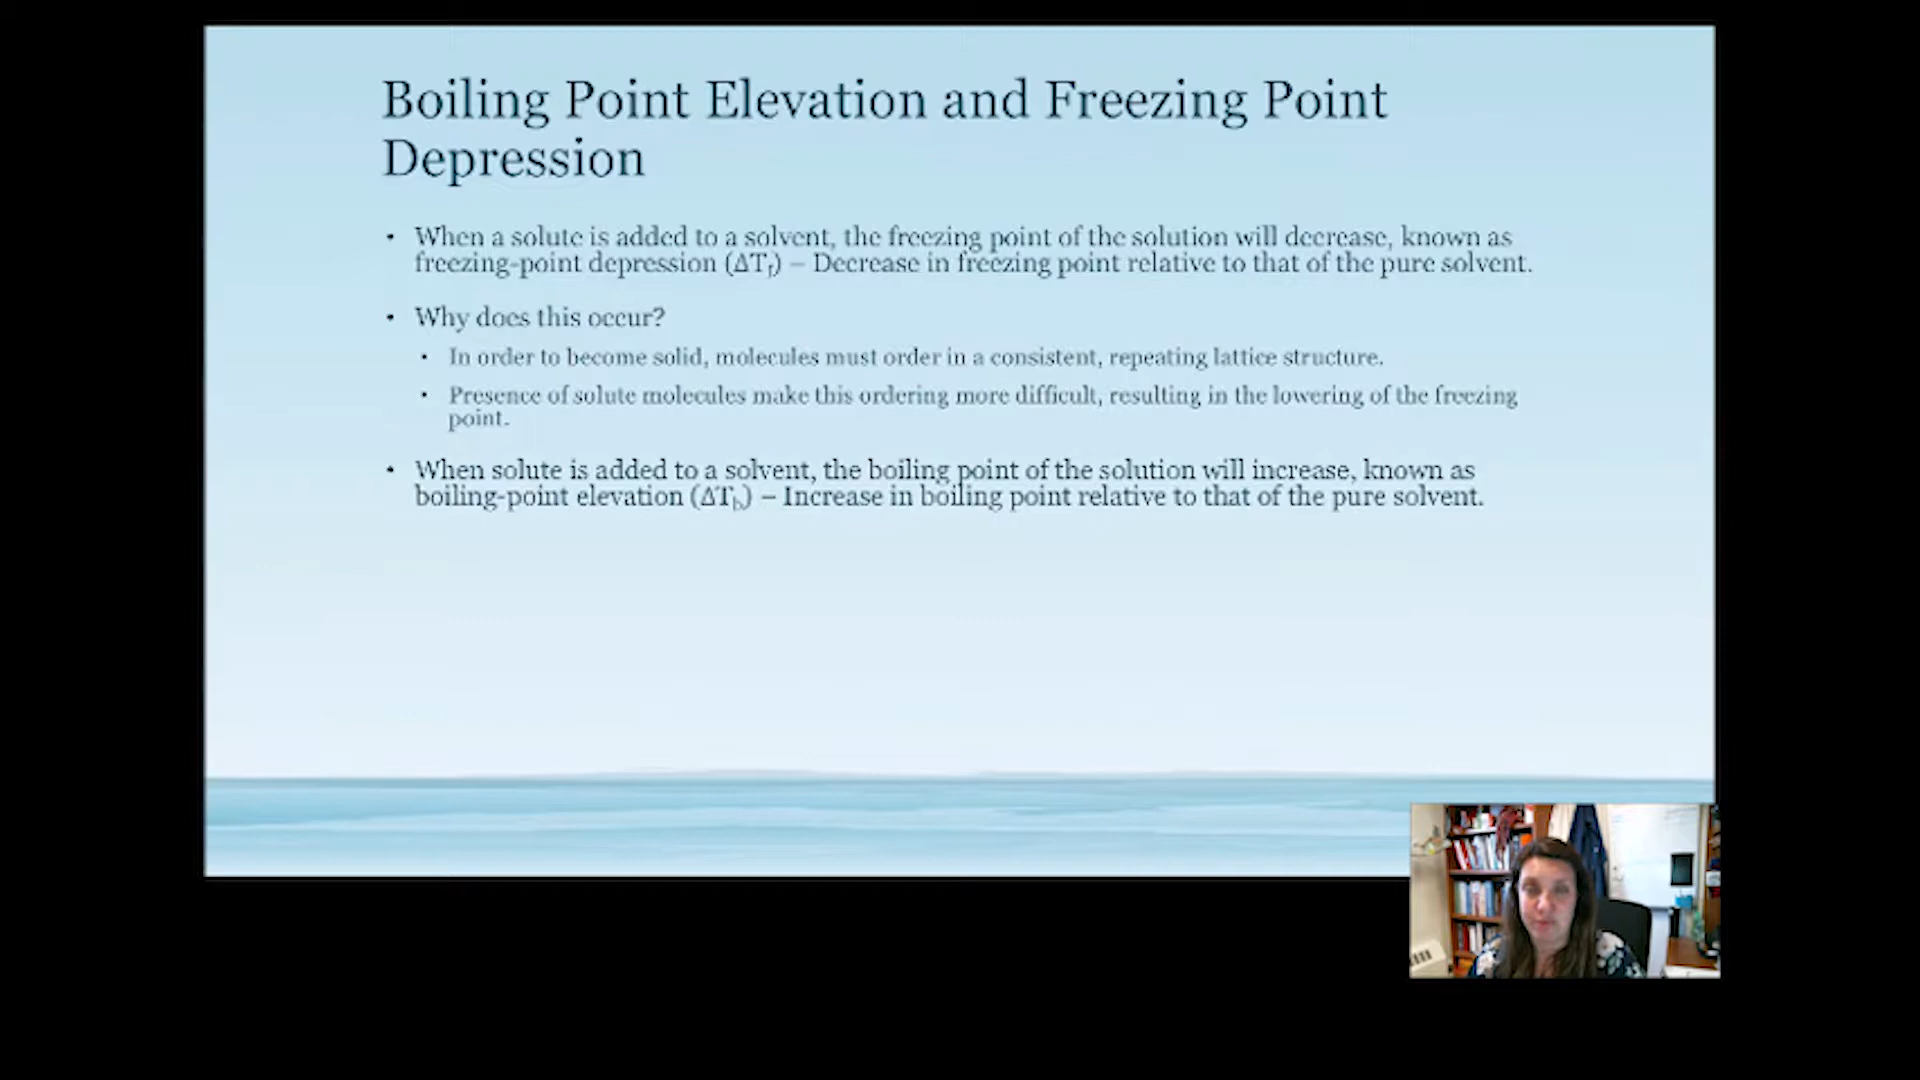 Boiling Point Elevation and Freezing Point
Depression
• When a solute is added to a solvent, the freezing point of the solution will decrease, known as
freezing-point depression (ΔTf) – Decrease in freezing point relative to that of the pure solvent.
• Why does this occur?
• In order to become solid, molecules must order in a consistent, repeating lattice structure.
• Presence of solute molecules make this ordering more difficult, resulting in the lowering of the freezing
point.
• When solute is added to a solvent, the boiling point of the solution will increase, known as
boiling-point elevation (ΔTb) – Increase in boiling point relative to that of the pure solvent.